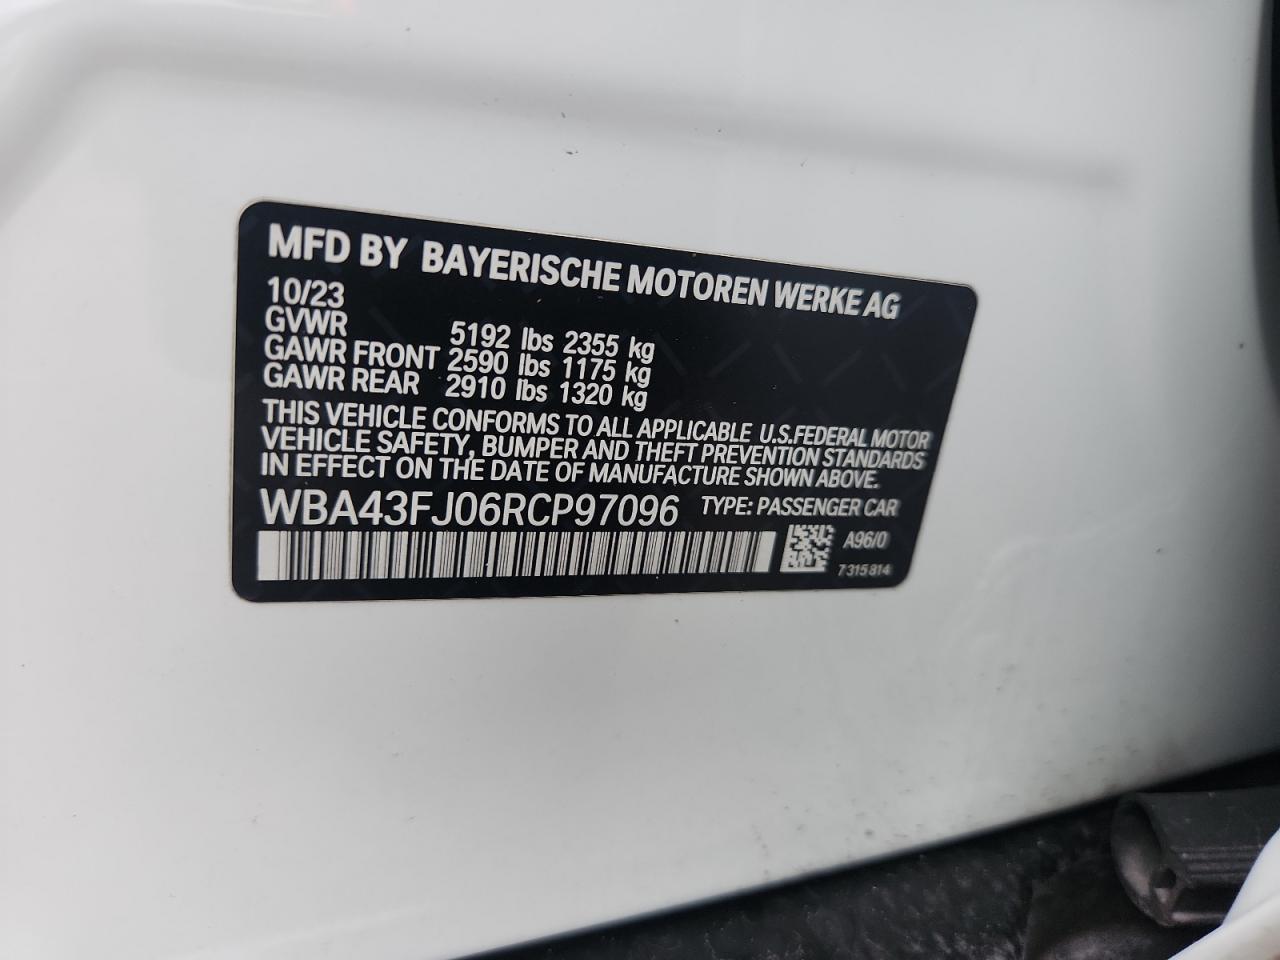 MFD BY BAYERISCHE MOTOREN WERKE AG
10/23
GVWR 5192 lbs 2355 kg
GAWR FRONT 2590 lbs 1175 kg
GAWR REAR 2910 lbs 1320 kg
THIS VEHICLE CONFORMS TO ALL APPLICABLE U.S.FEDERAL MOTOR
VEHICLE SAFETY, BUMPER AND THEFT PREVENTION STANDARDS
IN EFFECT ON THE DATE OF MANUFACTURE SHOWN ABOVE.
WBA43FJ06RCP97096 TYPE: PASSENGER CAR
A96/0
7315814